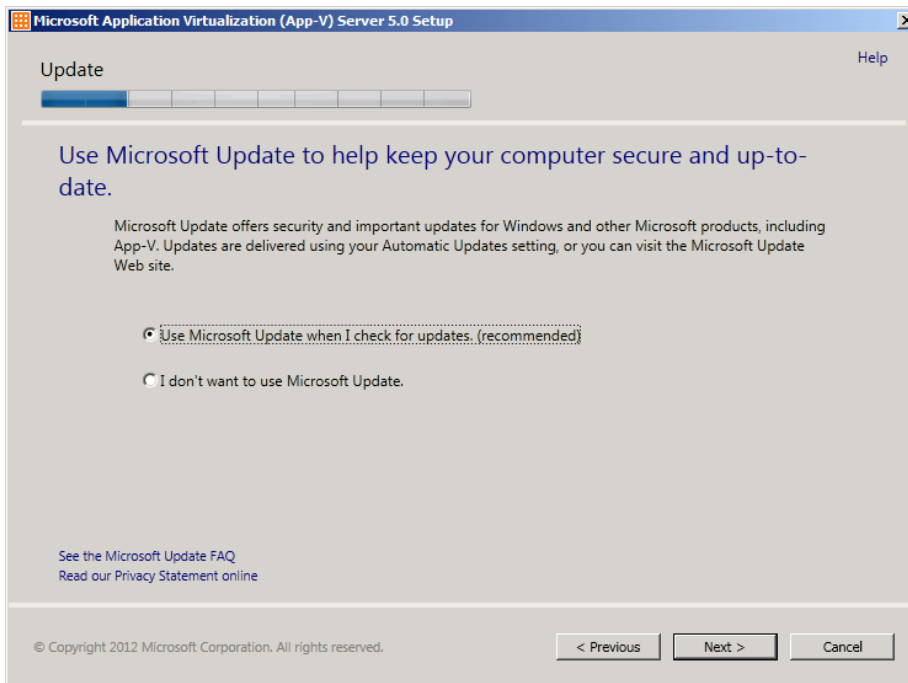 Microsoft Application Virtualization (App-V) Server 5.0 Setup
Help
Update
Use Microsoft Update to help keep your computer secure and up-to-
date.
Microsoft Update offers security and important updates for Windows and other Microsoft products, including
App-V. Updates are delivered using your Automatic Updates setting, or you can visit the Microsoft Update
Web site.
Use Microsoft Update when I check for updates. (recommended)
I don't want to use Microsoft Update.
See the Microsoft Update FAQ
Read our Privacy Statement online
© Copyright 2012 Microsoft Corporation. All rights reserved.
< Previous
Next >
Cancel